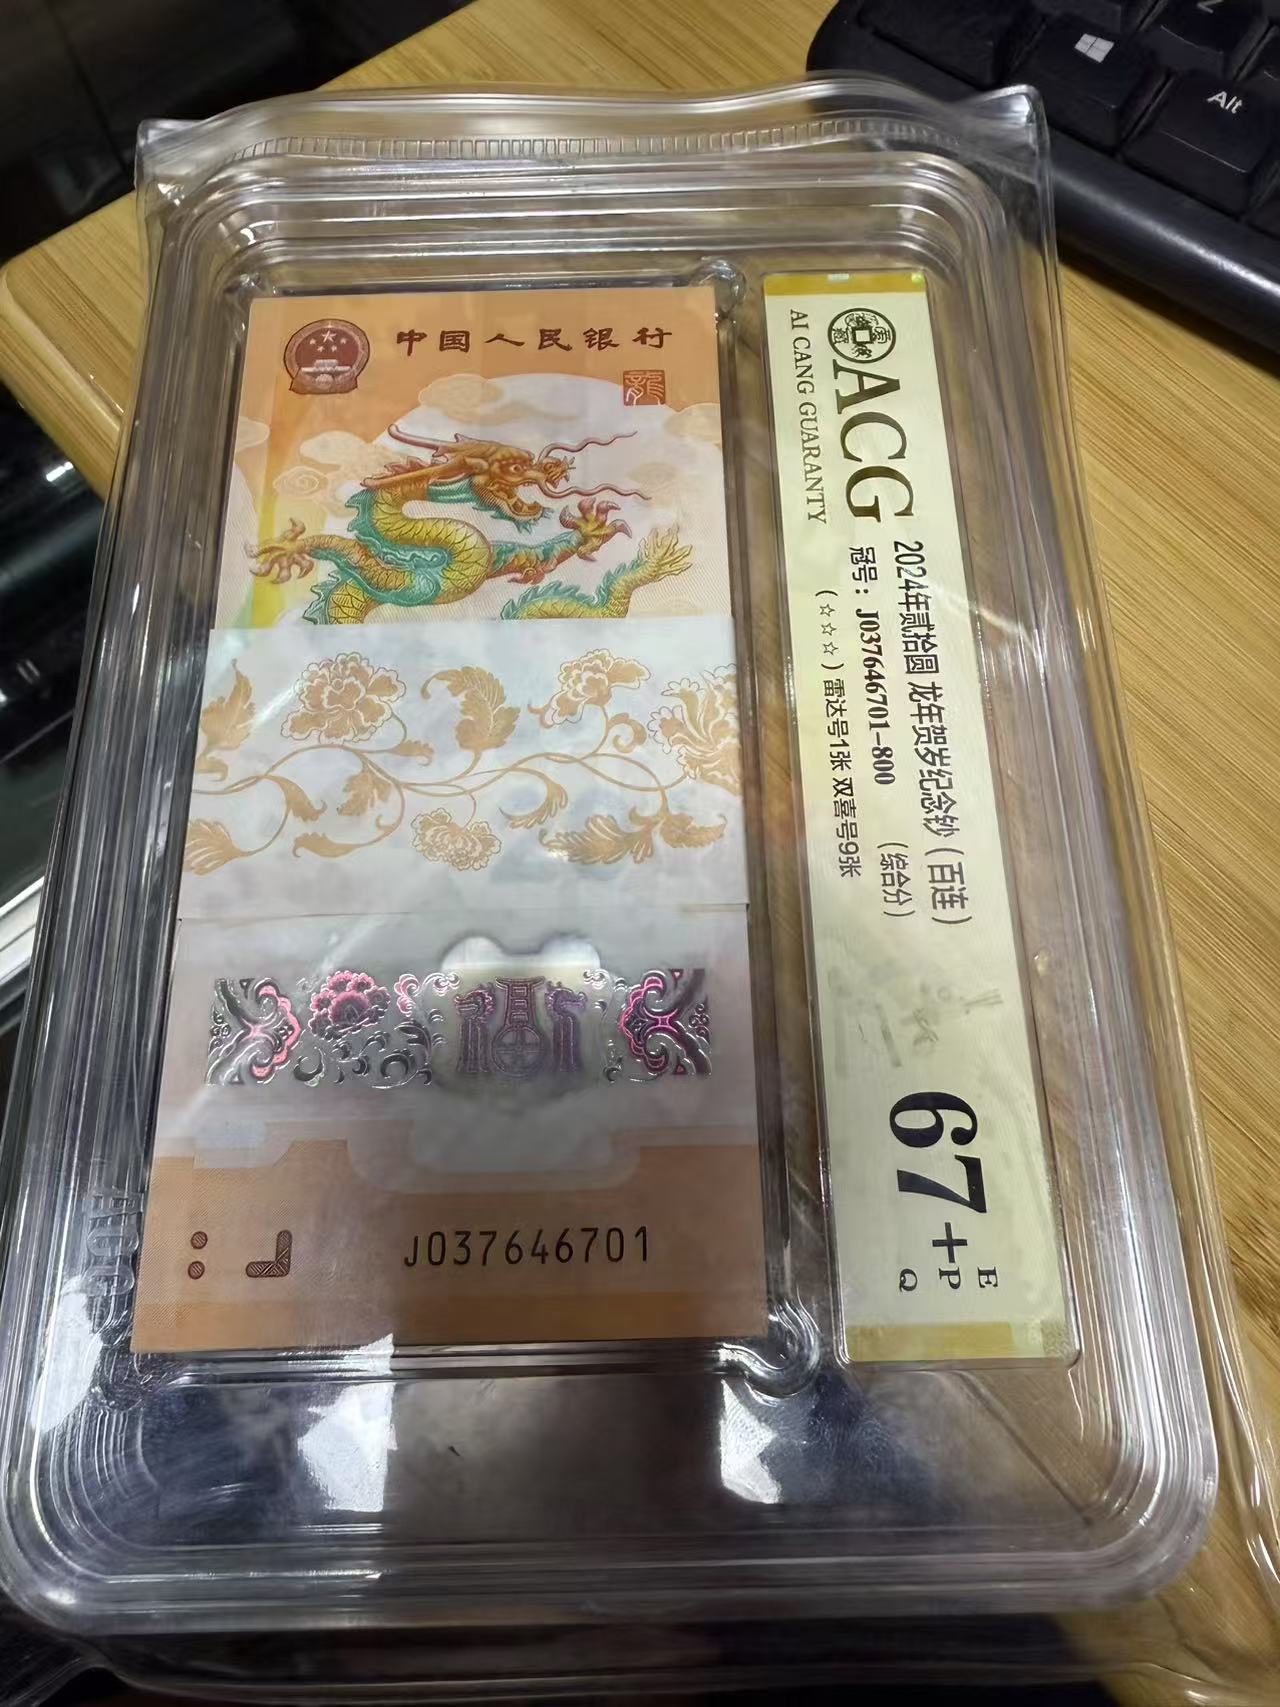 中国人民银行
龍
J037646701
ACG
AI CANG GUARANTY
2024年贰拾圆 龙年贺岁纪念钞（百连）
冠号：J037646701-800
（综合分）
（☆☆☆）雷达号1张 双喜号9张
67+
E
P
Q
Alt